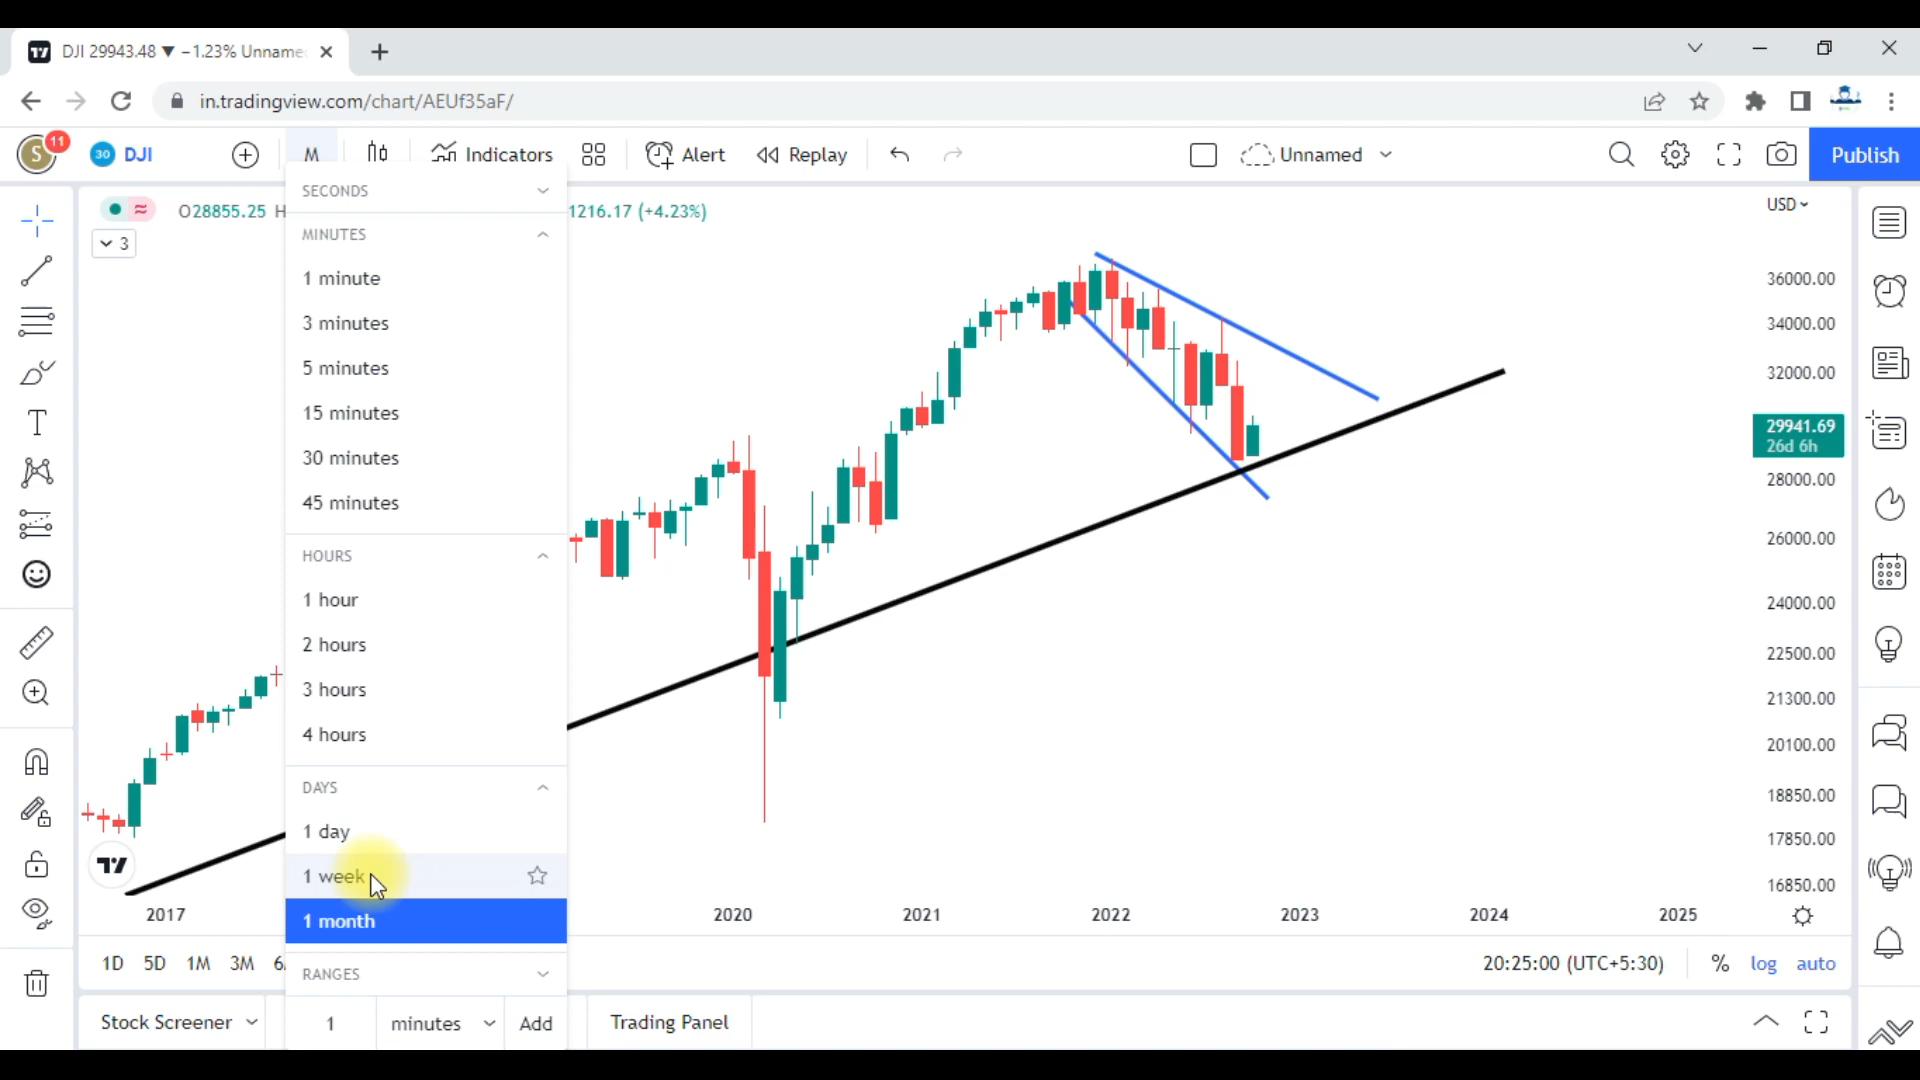 DJI 29943.48 ▼ −1.23% Unname
in.tradingview.com/chart/AEUf35aF/
S 11 30 DJI M Indicators Alert Replay Unnamed Publish
O28855.25 H 1216.17 (+4.23%) USD
3
SECONDS
MINUTES
1 minute
3 minutes
5 minutes
15 minutes
30 minutes
45 minutes
HOURS
1 hour
2 hours
3 hours
4 hours
DAYS
1 day
1 week
1 month
RANGES
1 minutes Add
36000.00
34000.00
32000.00
29941.69
26d 6h
28000.00
26000.00
24000.00
22500.00
21300.00
20100.00
18850.00
17850.00
16850.00
2017 2020 2021 2022 2023 2024 2025
1D 5D 1M 3M 20:25:00 (UTC+5:30) % log auto
Stock Screener Trading Panel